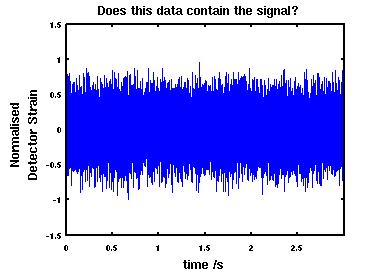 Does this data contain the signal?
1.5
1
0.5
0
-0.5
-1
-1.5
Normalised
Detector Strain
0 0.5 1 1.5 2 2.5
time /s